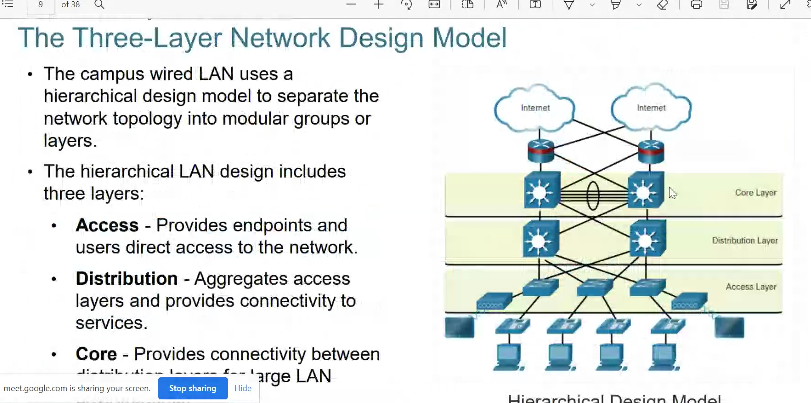 9 of 38
The Three-Layer Network Design Model
• The campus wired LAN uses a
hierarchical design model to separate the
network topology into modular groups or
layers.
• The hierarchical LAN design includes
three layers:
• Access - Provides endpoints and
users direct access to the network.
• Distribution - Aggregates access
layers and provides connectivity to
services.
• Core - Provides connectivity between
distribution layers for large LAN
Internet
Internet
Core Layer
Distribution Layer
Access Layer
Hierarchical Design Model
meet.google.com is sharing your screen.
Stop sharing
Hide